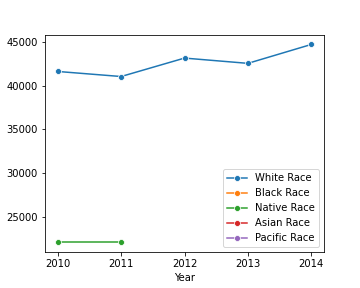 45000
40000
35000
30000
25000
2010 2011 2012 2013 2014
Year
White Race
Black Race
Native Race
Asian Race
Pacific Race